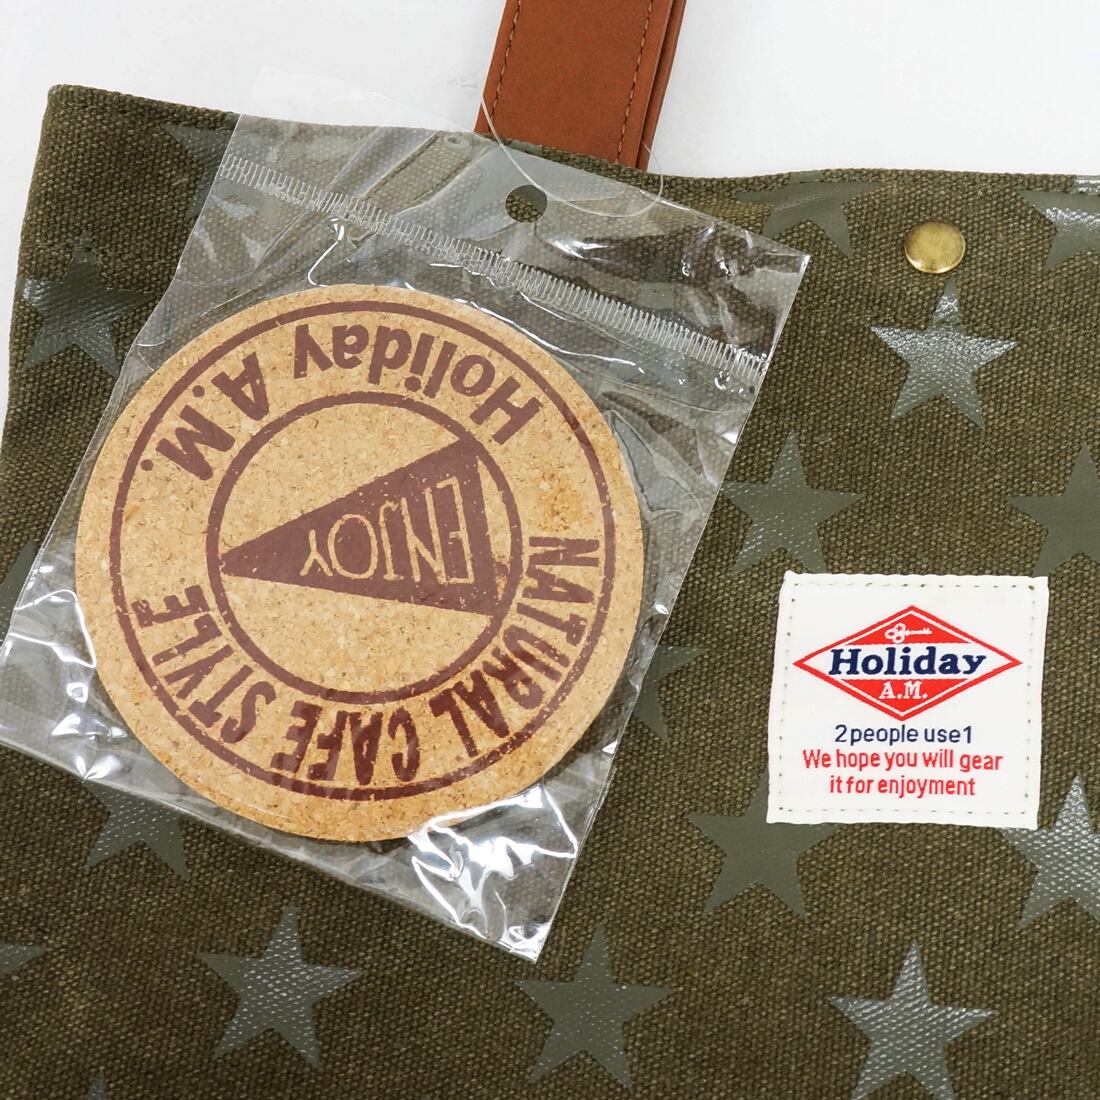 Holiday A.M.
NATURAL CAFE STYLE
ENJOY
Holiday
A.M.
2people use1
We hope you will gear
it for enjoyment